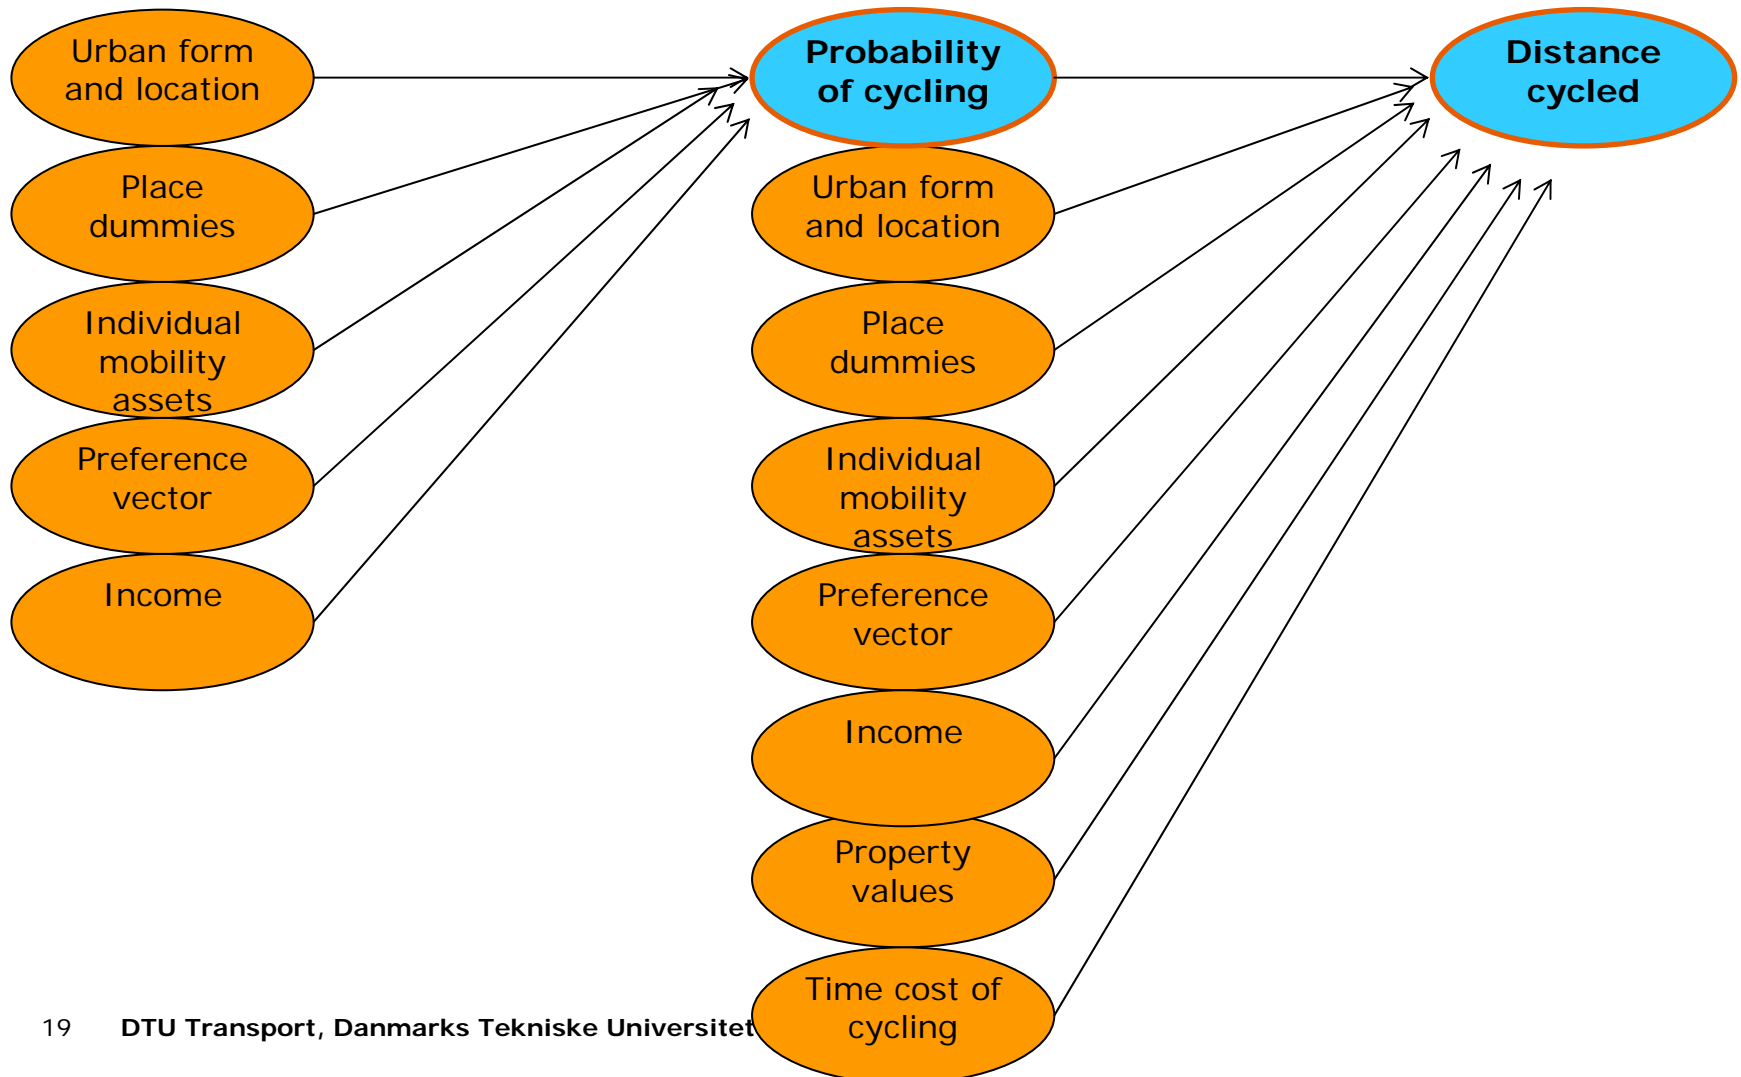 Urban form
and location
Place
dummies
Individual
mobility
assets
Preference
vector
Income
Probability
of cycling
Urban form
and location
Place
dummies
Individual
mobility
assets
Preference
vector
Income
Property
values
Time cost of
cycling
Distance
cycled
19 DTU Transport, Danmarks Tekniske Universitet